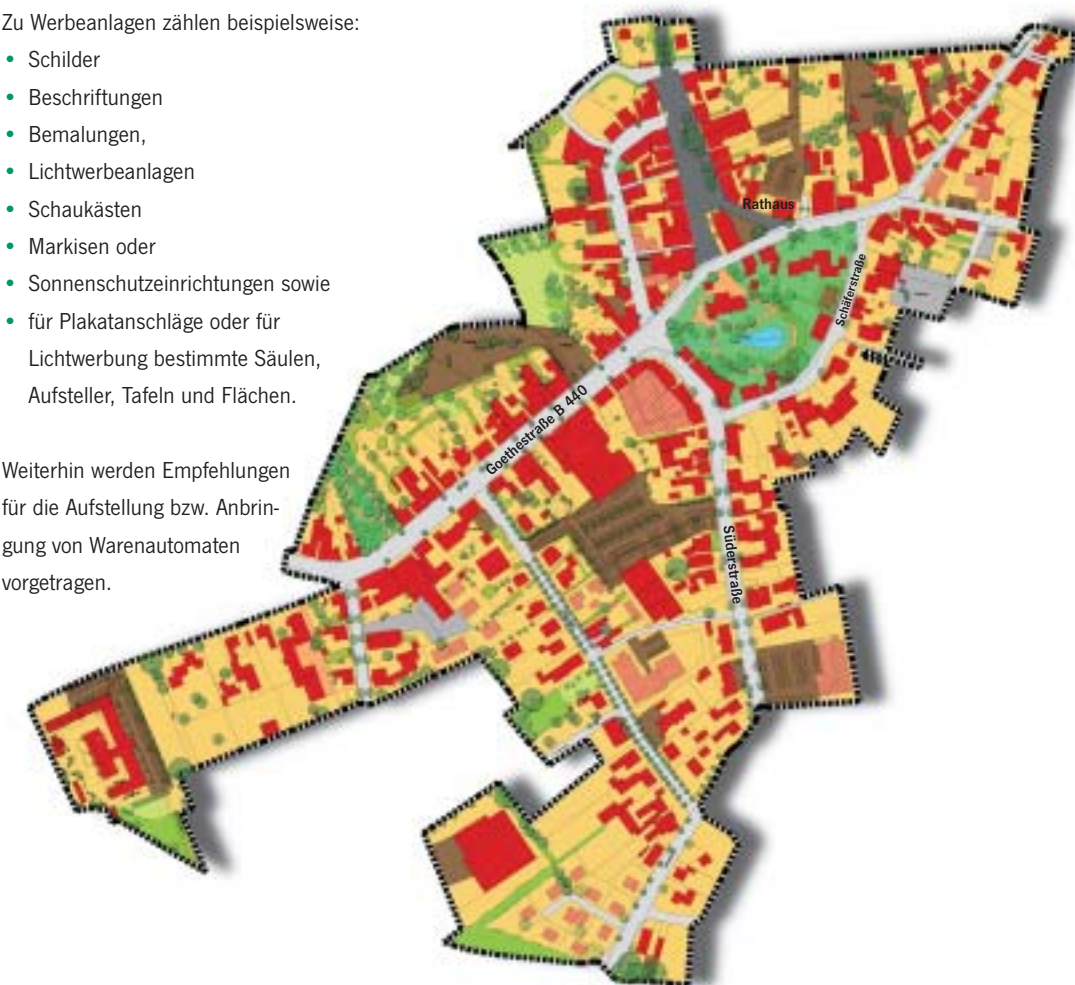 Zu Werbeanlagen zählen beispielsweise:
• Schilder
• Beschriftungen
• Bemalungen,
• Lichtwerbeanlagen
• Schaukästen
• Markisen oder
• Sonnenschutzeinrichtungen sowie
• für Plakatanschläge oder für
Lichtwerbung bestimmte Säulen,
Aufsteller, Tafeln und Flächen.
Weiterhin werden Empfehlungen
für die Aufstellung bzw. Anbrin-
gung von Warenautomaten
vorgetragen.
Rathaus
Schäferstraße
Goethestraße B 440
Süderstraße